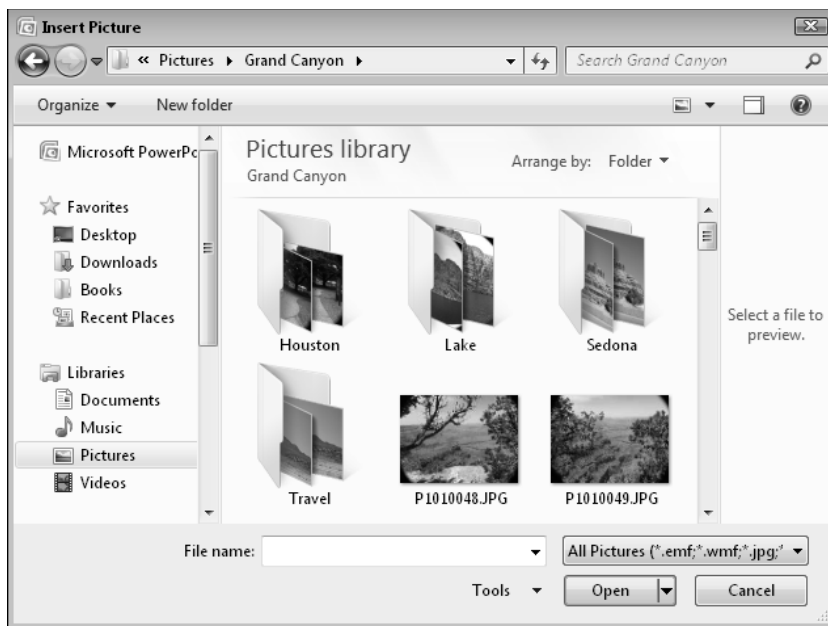 Insert Picture
« Pictures Grand Canyon
Search Grand Canyon
Organize New folder
Microsoft PowerPo
Favorites
Desktop
Downloads
Books
Recent Places
Libraries
Documents
Music
Pictures
Videos
Pictures library
Grand Canyon
Arrange by: Folder
Houston Lake Sedona
Travel P1010048.JPG P1010049.JPG
Select a file to
preview.
File name:
All Pictures (*.emf;*.wmf;*.jpg;*
Tools Open Cancel